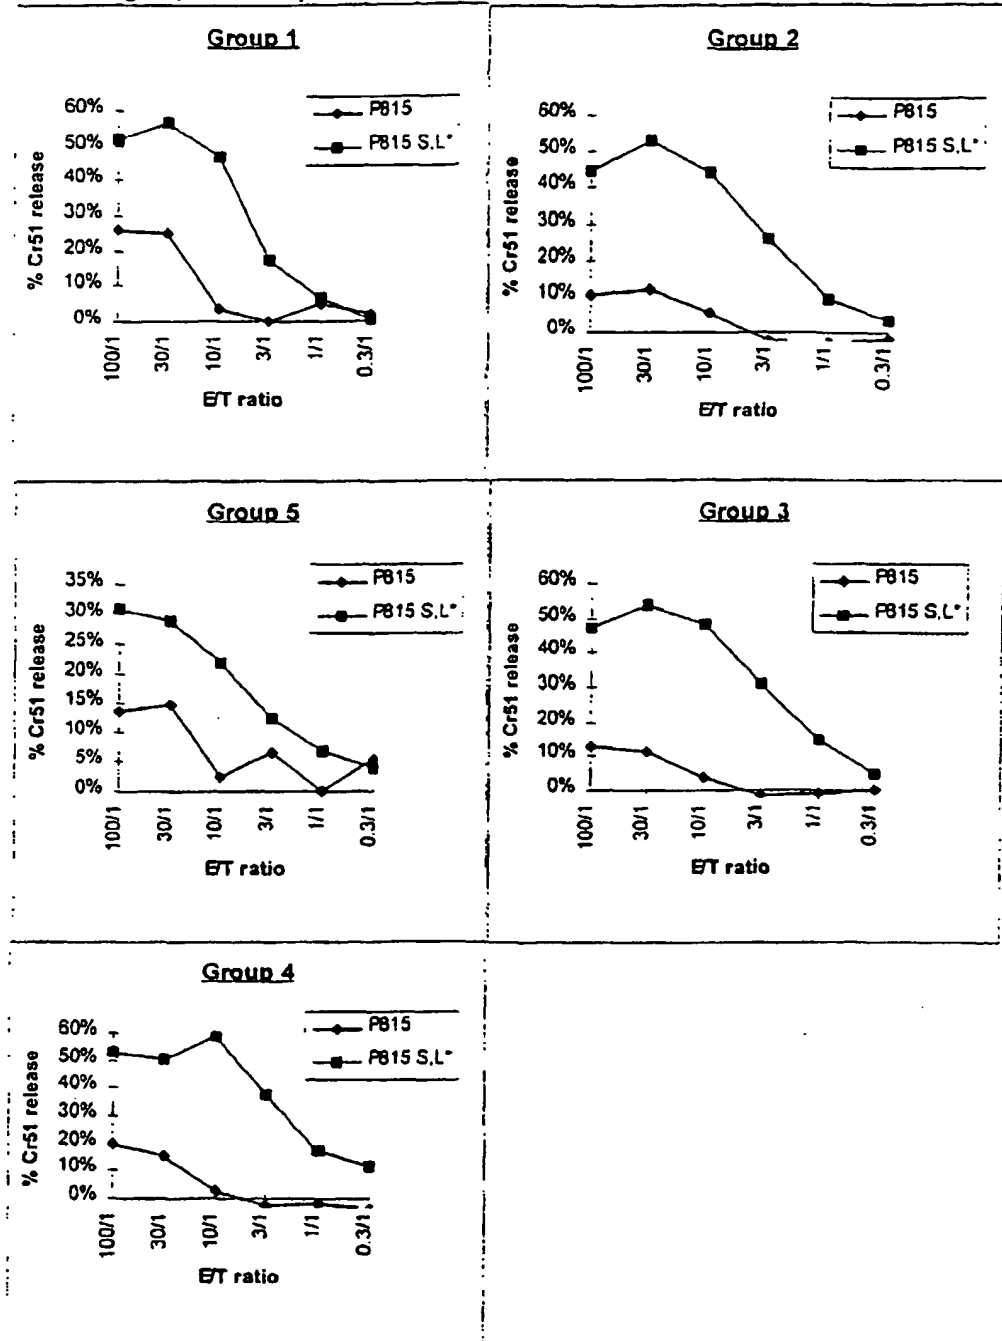 Group 1
60%
50%
40%
30%
20%
10%
0%
% Cr51 release
P815
P815 S,L*
100/1
30/1
10/1
3/1
1/1
0.3/1
E/T ratio
Group 2
60%
50%
40%
30%
20%
10%
0%
% Cr51 release
P815
P815 S,L*
100/1
30/1
10/1
3/1
1/1
0.3/1
E/T ratio
Group 5
35%
30%
25%
20%
15%
10%
5%
0%
% Cr51 release
P815
P815 S,L*
100/1
30/1
10/1
3/1
1/1
0.3/1
E/T ratio
Group 3
60%
50%
40%
30%
20%
10%
0%
% Cr51 release
P815
P815 S,L*
100/1
30/1
10/1
3/1
1/1
0.3/1
E/T ratio
Group 4
60%
50%
40%
30%
20%
10%
0%
% Cr51 release
P815
P815 S,L*
100/1
30/1
10/1
3/1
1/1
0.3/1
E/T ratio